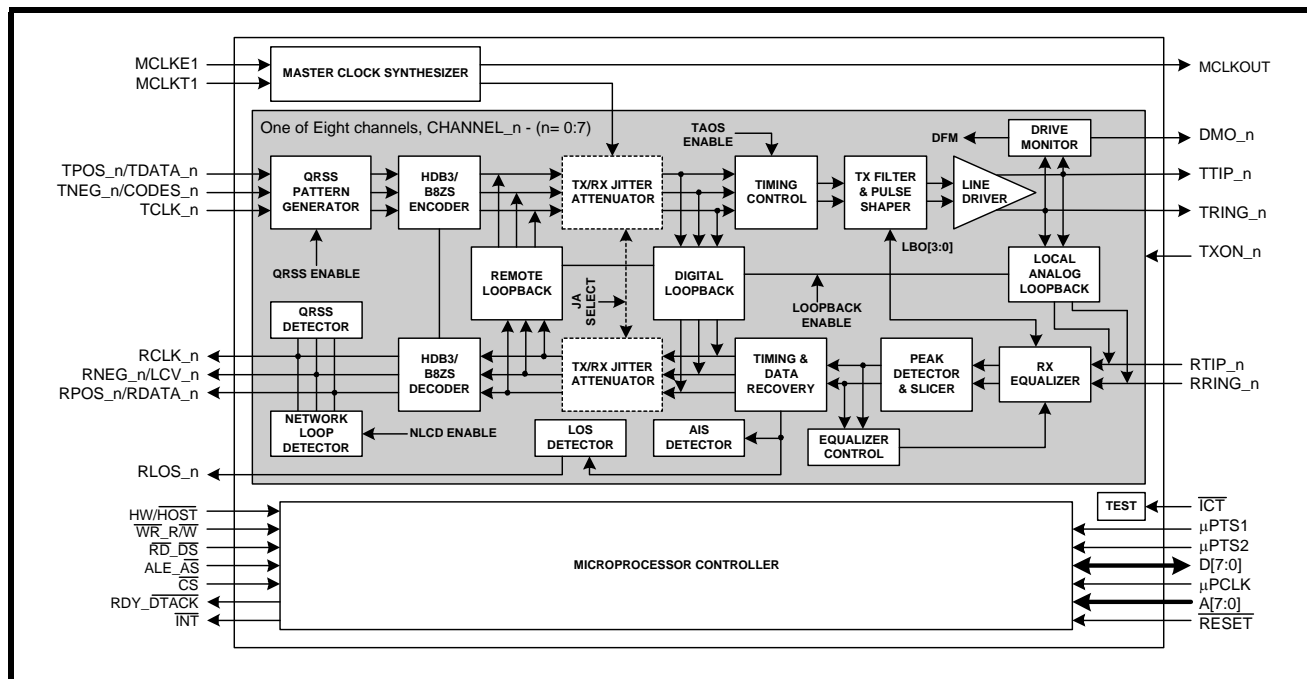 MCLKE1
MCLKT1
MASTER CLOCK SYNTHESIZER
MCLKOUT
One of Eight channels, CHANNEL_n - (n= 0:7)
TAOS
ENABLE
DFM
DRIVE
MONITOR
DMO_n
TPOS_n/TDATA_n
TNEG_n/CODES_n
TCLK_n
QRSS
PATTERN
GENERATOR
HDB3/
B8ZS
ENCODER
TX/RX JITTER
ATTENUATOR
TIMING
CONTROL
TX FILTER
& PULSE
SHAPER
LINE
DRIVER
TTIP_n
TRING_n
QRSS ENABLE
REMOTE
LOOPBACK
JA
SELECT
DIGITAL
LOOPBACK
LOOPBACK
ENABLE
LBO[3:0]
LOCAL
ANALOG
LOOPBACK
TXON_n
QRSS
DETECTOR
RCLK_n
RNEG_n/LCV_n
RPOS_n/RDATA_n
HDB3/
B8ZS
DECODER
TX/RX JITTER
ATTENUATOR
TIMING &
DATA
RECOVERY
PEAK
DETECTOR
& SLICER
RX
EQUALIZER
RTIP_n
RRING_n
NETWORK
LOOP
DETECTOR
NLCD ENABLE
LOS
DETECTOR
AIS
DETECTOR
EQUALIZER
CONTROL
RLOS_n
HW/HOST
WR_R/W
RD_DS
ALE_AS
CS
RDY_DTACK
INT
MICROPROCESSOR CONTROLLER
TEST
ICT
µPTS1
µPTS2
D[7:0]
µPCLK
A[7:0]
RESET